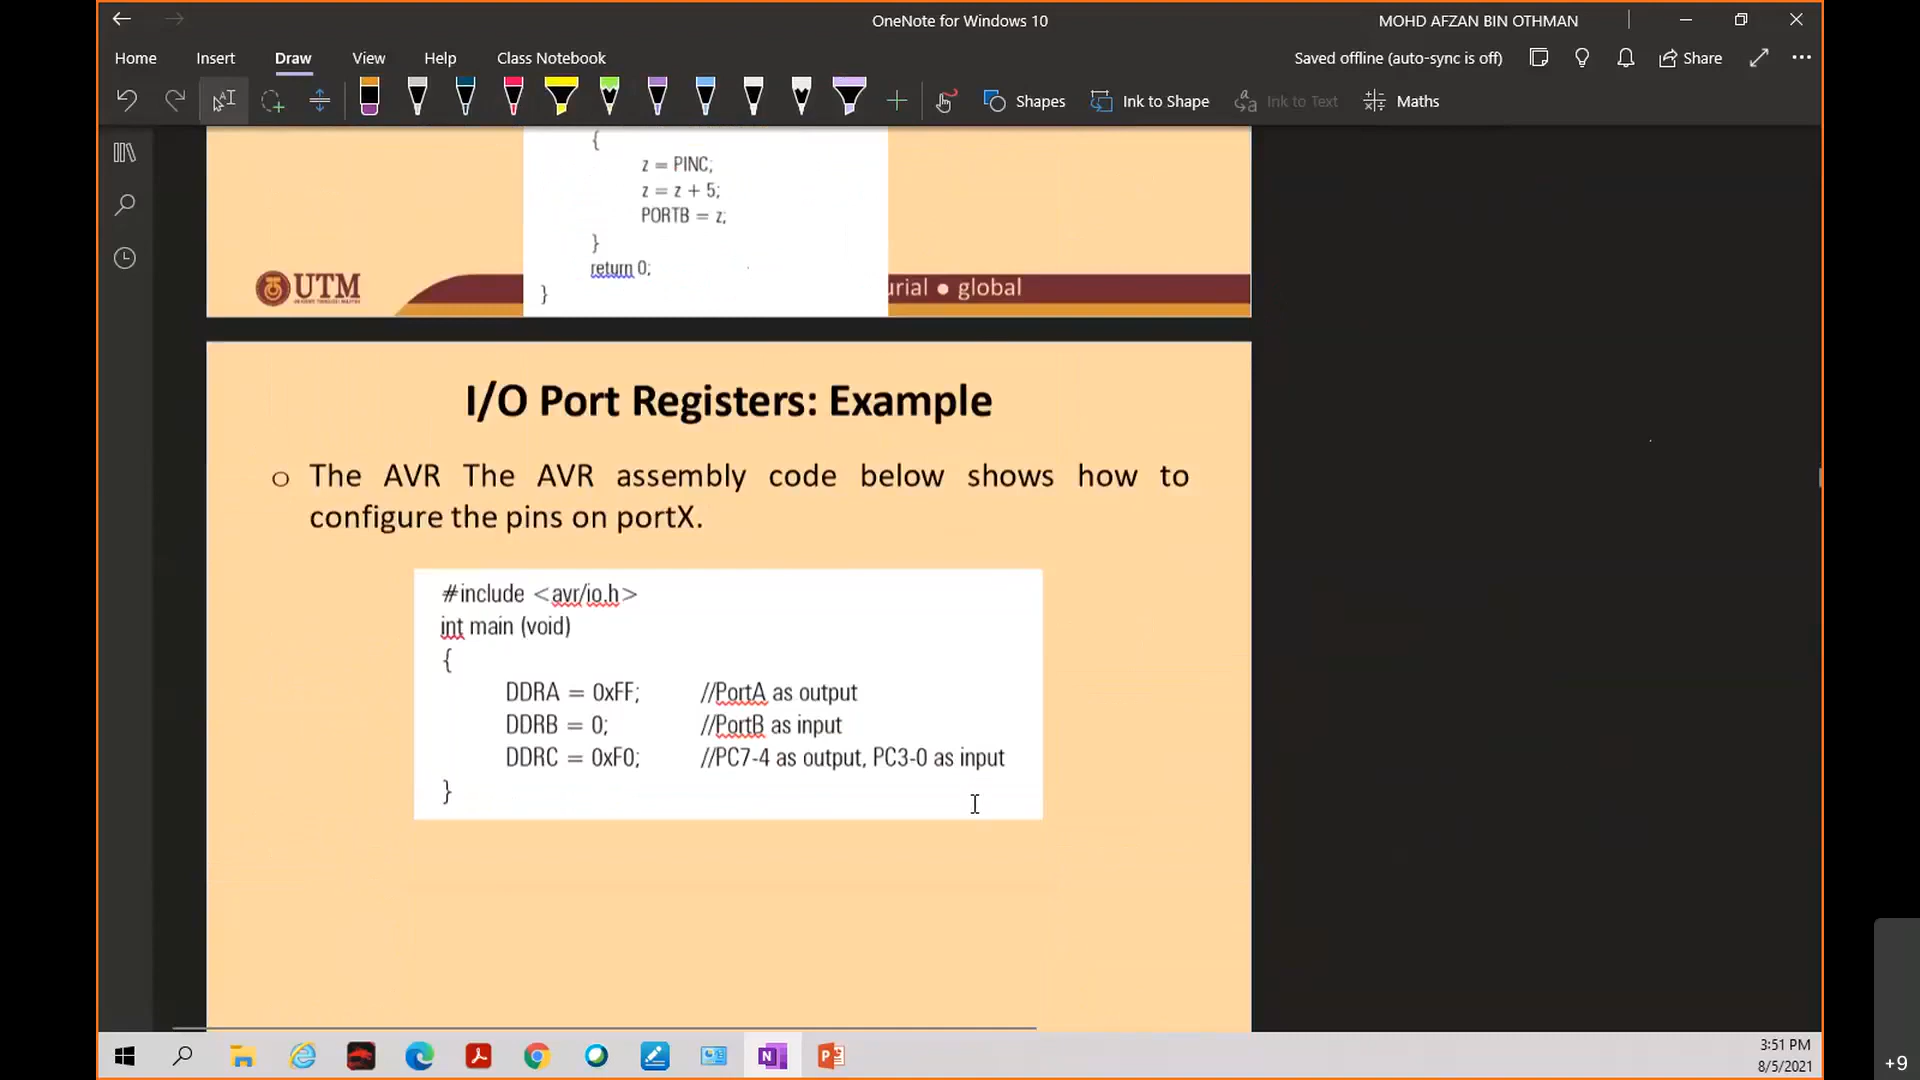 OneNote for Windows 10
MOHD AFZAN BIN OTHMAN
Home Insert Draw View Help Class Notebook
Saved offline (auto-sync is off) Share
Shapes Ink to Shape Ink to Text Maths
{
z = PINC;
z = z + 5;
PORTB = z;
}
return 0;
}
UTM
urial ● global
I/O Port Registers: Example
o The AVR The AVR assembly code below shows how to
configure the pins on portX.
#include <avr/io.h>
int main (void)
{
DDRA = 0xFF; //PortA as output
DDRB = 0; //PortB as input
DDRC = 0xF0; //PC7-4 as output, PC3-0 as input
}
3:51 PM
8/5/2021
+9